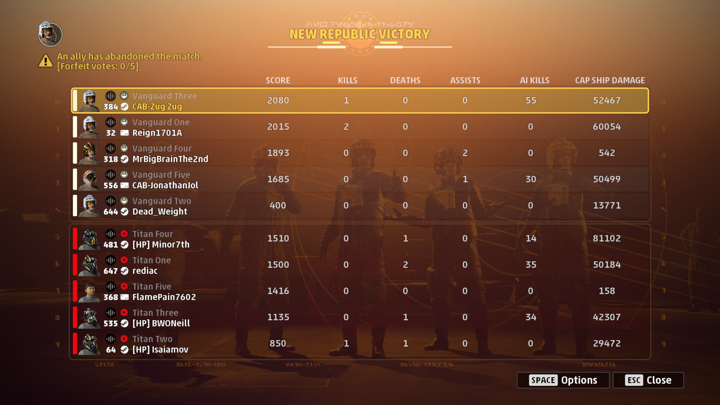 NEW REPUBLIC VICTORY
An ally has abandoned the match.
[Forfeit votes: 0/5]
SCORE KILLS DEATHS ASSISTS AI KILLS CAP SHIP DAMAGE
Vanguard Three
384 CAB-Zug Zug 2080 1 0 0 55 52467
Vanguard One
32 Reign1701A 2015 2 0 0 0 60054
Vanguard Four
318 MrBigBrainThe2nd 1893 0 0 2 0 542
Vanguard Five
556 CAB-JonathanJol 1685 0 0 1 30 50499
Vanguard Two
644 Dead_Weight 400 0 0 0 0 13771
Titan Four
481 [HP] Minor7th 1510 0 1 0 14 81102
Titan One
647 rediac 1500 0 2 0 35 50184
Titan Five
368 FlamePain7602 1416 0 0 0 0 158
Titan Three
535 [HP] BWONeill 1135 0 1 0 34 42307
Titan Two
64 [HP] Isaiamov 850 1 1 0 0 29472
SPACE Options ESC Close